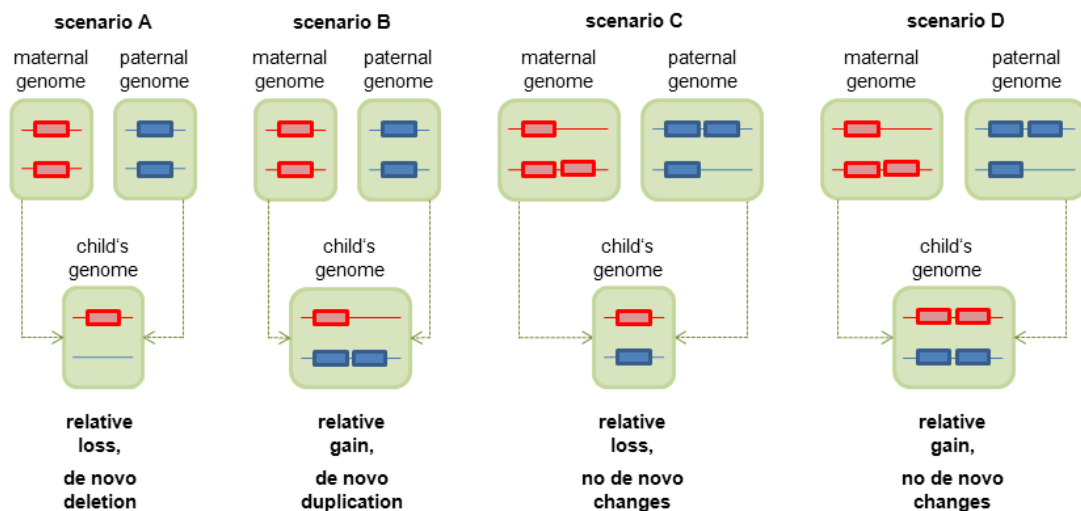 scenario A
maternal
genome
paternal
genome
child‘s
genome
relative
loss,
de novo
deletion
scenario B
maternal
genome
paternal
genome
child‘s
genome
relative
gain,
de novo
duplication
scenario C
maternal
genome
paternal
genome
child‘s
genome
relative
loss,
no de novo
changes
scenario D
maternal
genome
paternal
genome
child‘s
genome
relative
gain,
no de novo
changes